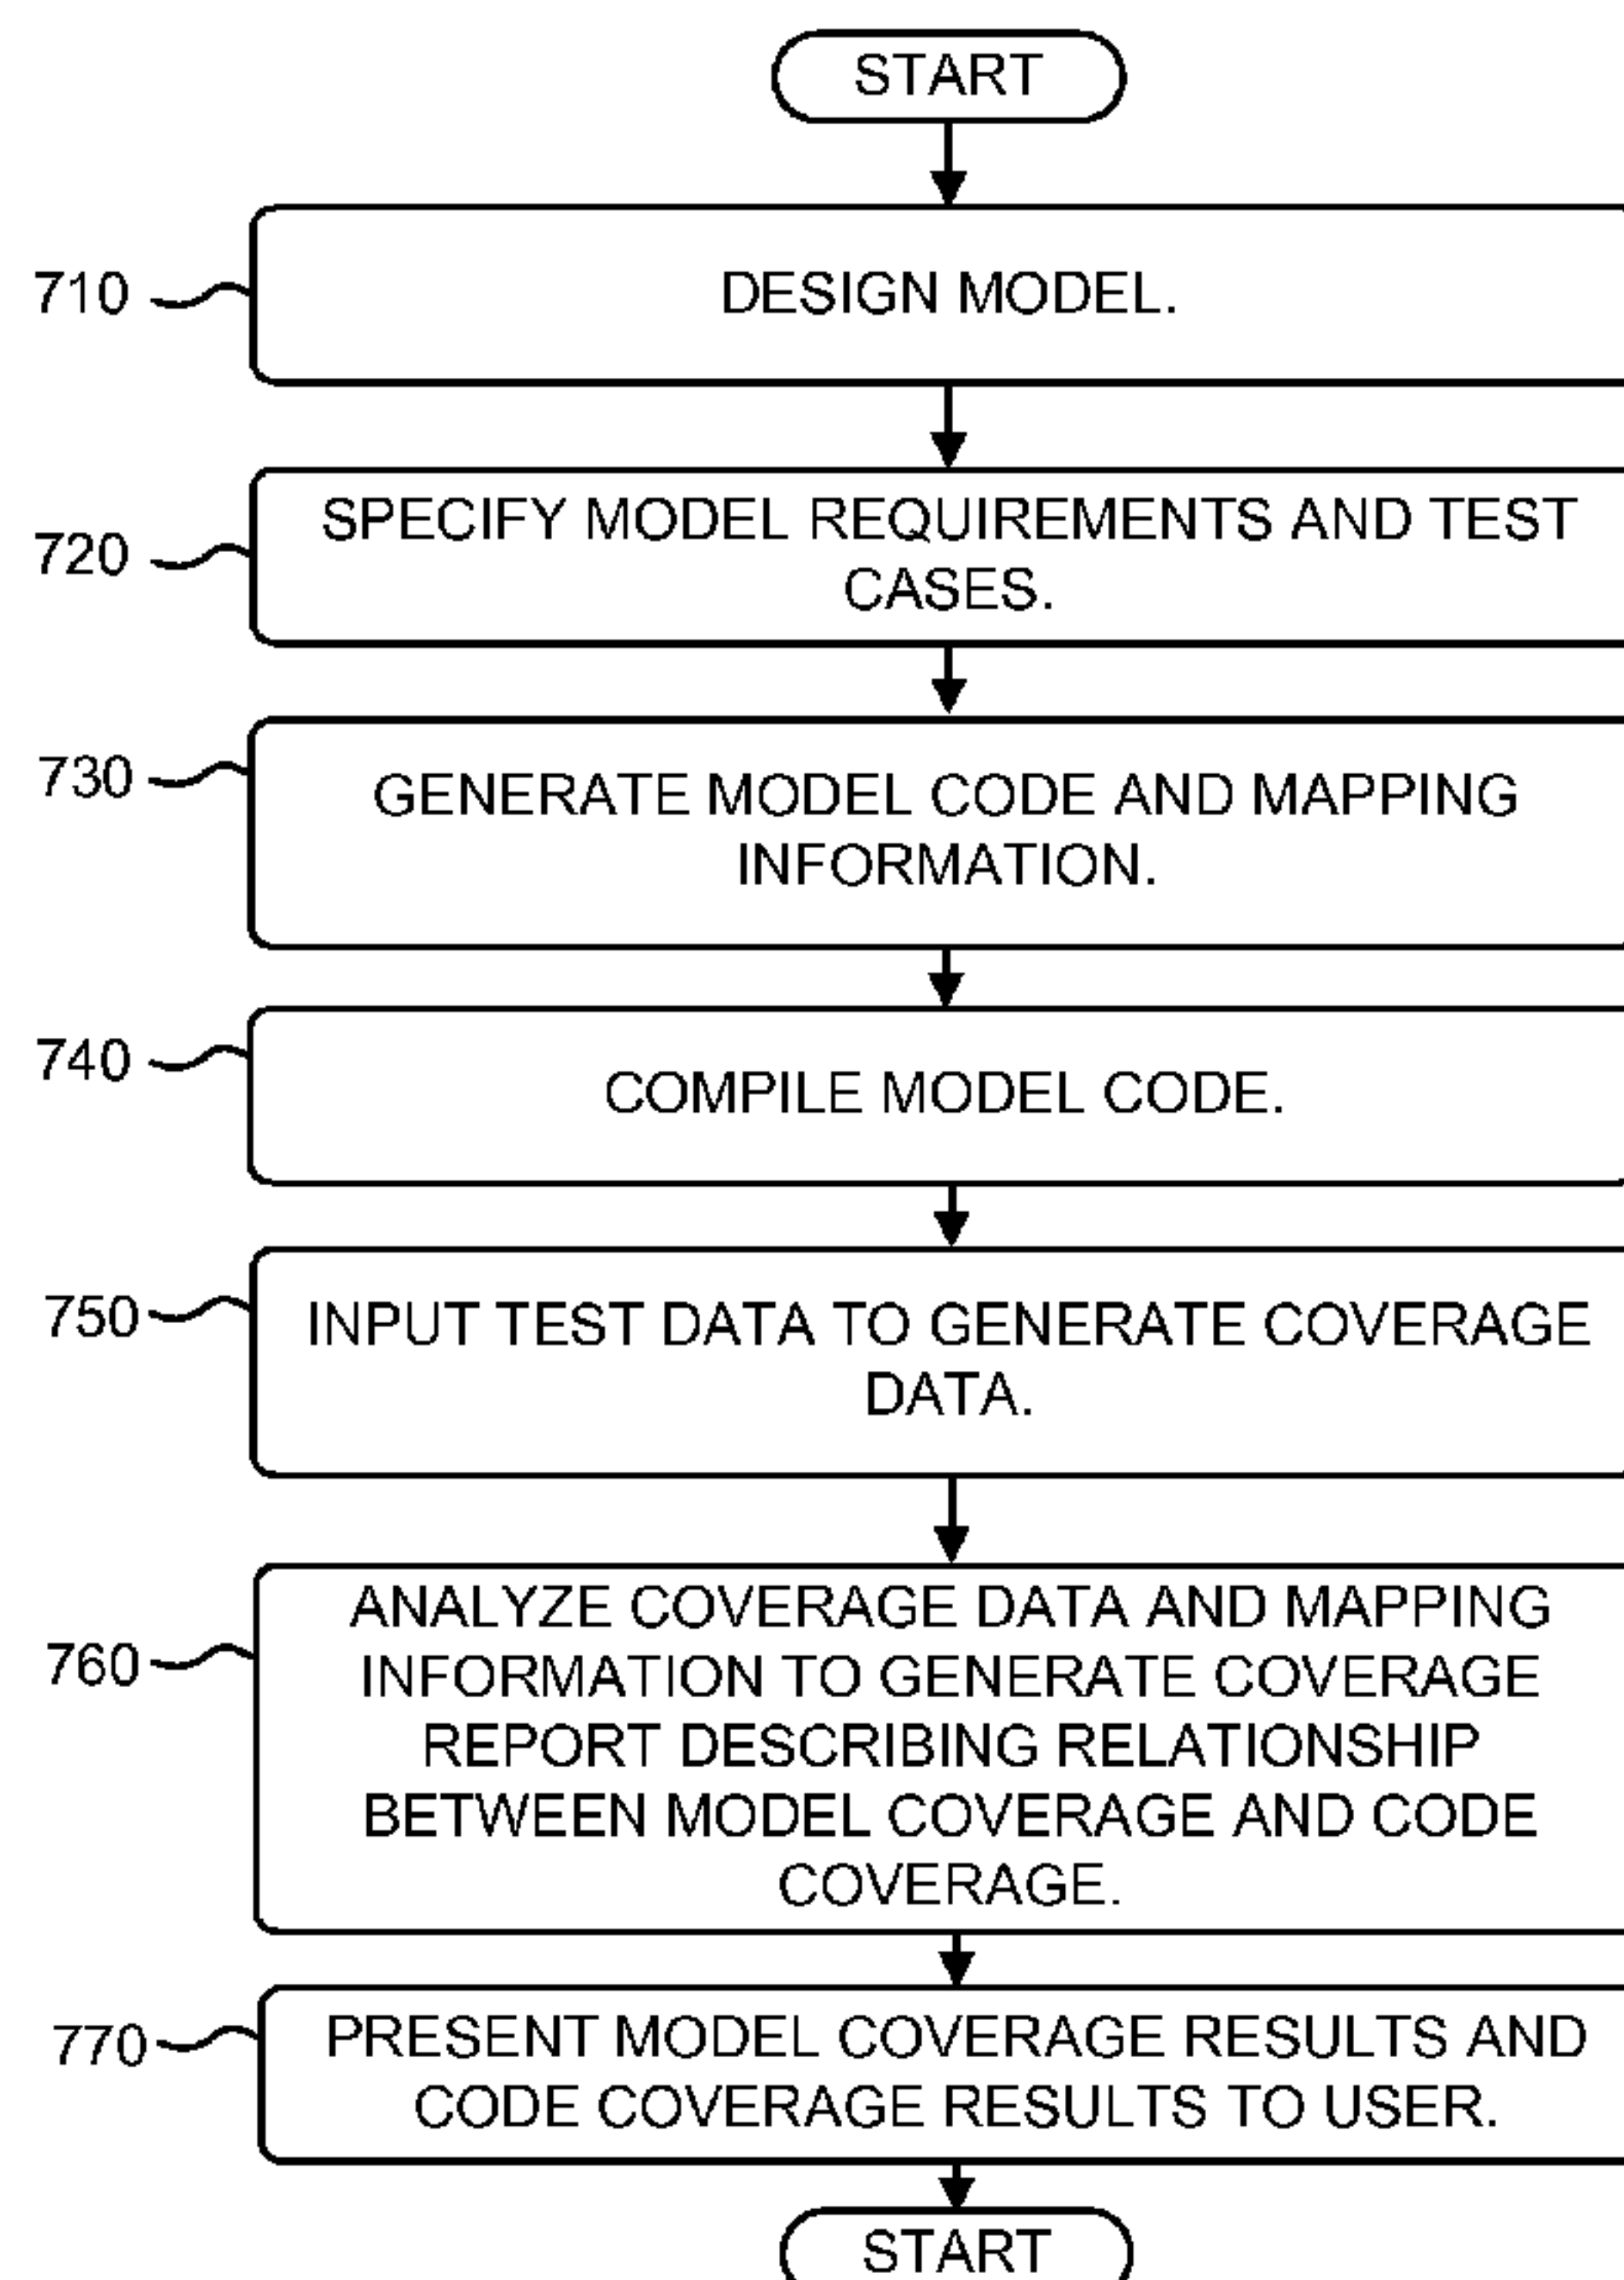 START
710
DESIGN MODEL.
720
SPECIFY MODEL REQUIREMENTS AND TEST
CASES.
730
GENERATE MODEL CODE AND MAPPING
INFORMATION.
740
COMPILE MODEL CODE.
750
INPUT TEST DATA TO GENERATE COVERAGE
DATA.
760
ANALYZE COVERAGE DATA AND MAPPING
INFORMATION TO GENERATE COVERAGE
REPORT DESCRIBING RELATIONSHIP
BETWEEN MODEL COVERAGE AND CODE
COVERAGE.
770
PRESENT MODEL COVERAGE RESULTS AND
CODE COVERAGE RESULTS TO USER.
START